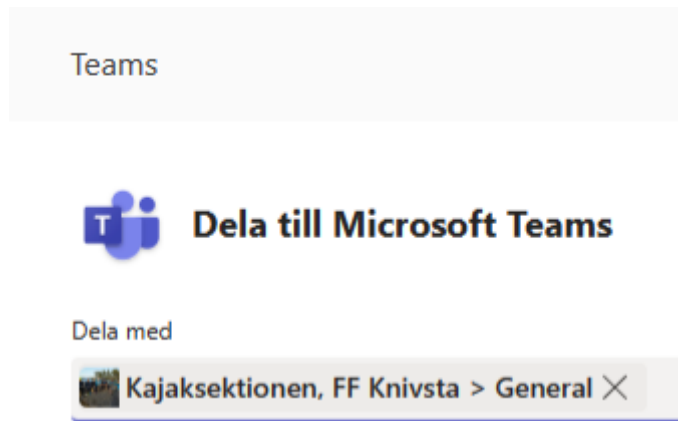 Teams
T
Dela till Microsoft Teams
Dela med
Kajaksektionen, FF Knivsta > General